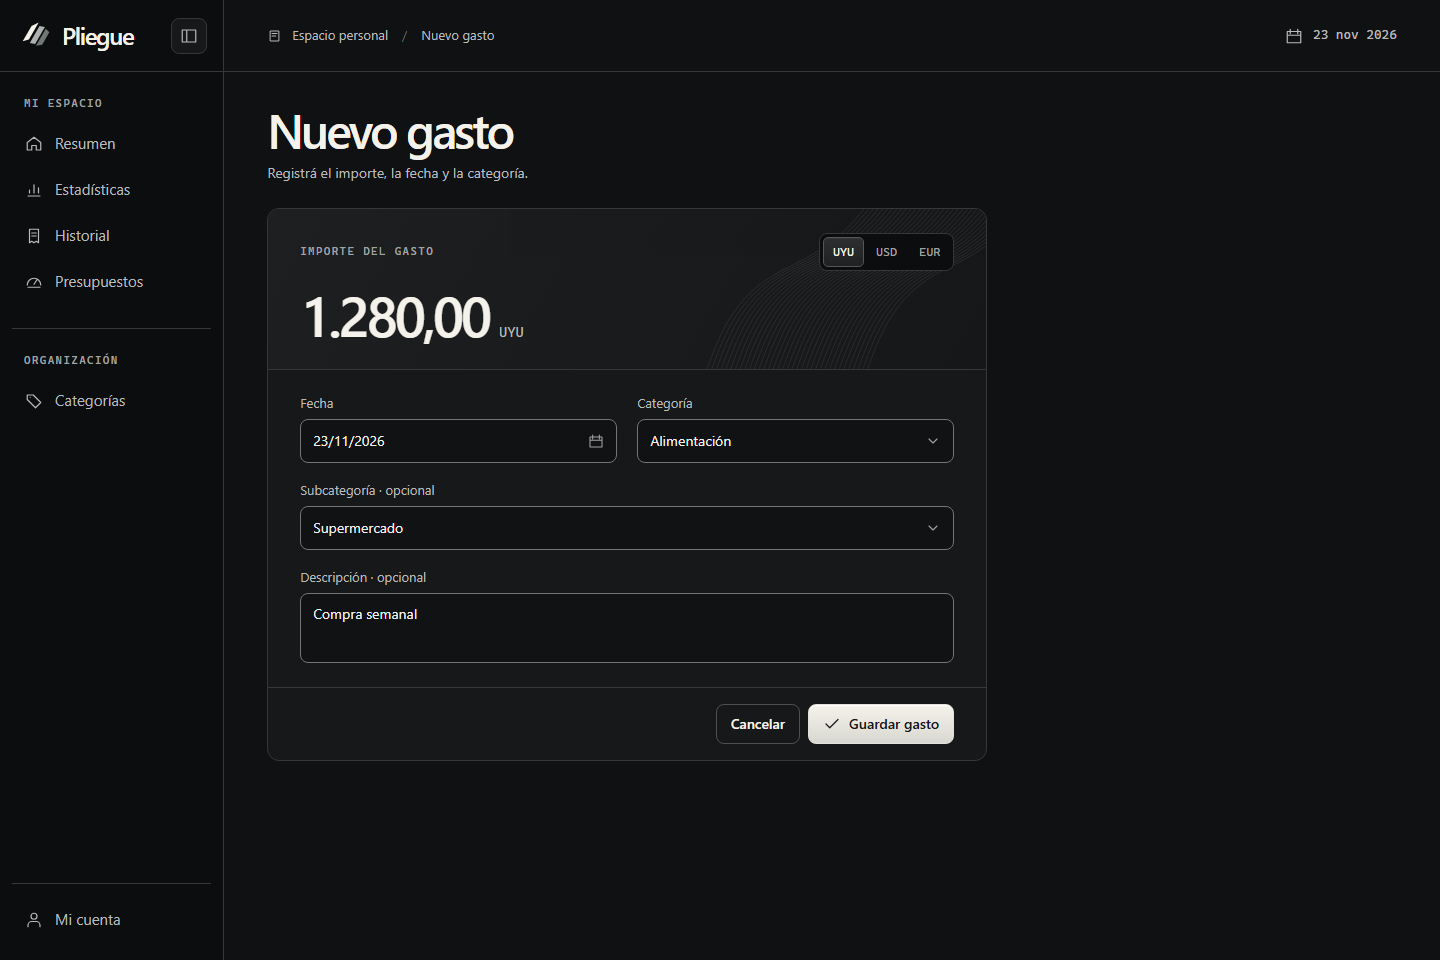 Pliegue
Espacio personal / Nuevo gasto
23 nov 2026
MI ESPACIO
Resumen
Estadísticas
Historial
Presupuestos
ORGANIZACIÓN
Categorías
Mi cuenta
Nuevo gasto
Registrá el importe, la fecha y la categoría.
IMPORTE DEL GASTO
UYU USD EUR
1.280,00 UYU
Fecha
23/11/2026
Categoría
Alimentación
Subcategoría · opcional
Supermercado
Descripción · opcional
Compra semanal
Cancelar
Guardar gasto